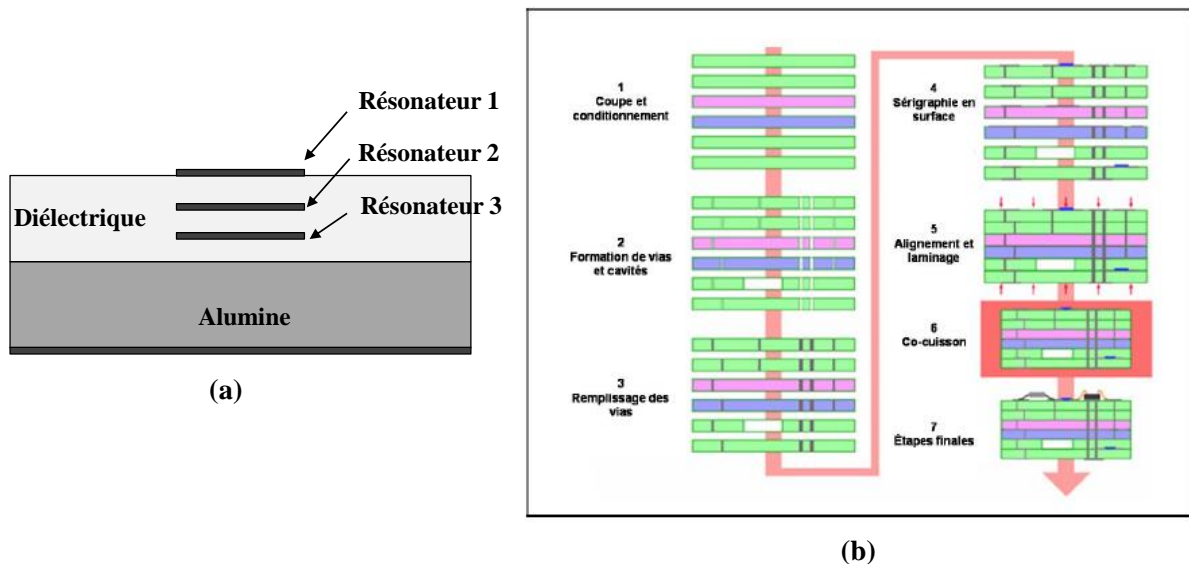 Résonateur 1
Résonateur 2
Résonateur 3
Diélectrique
Alumine
(a)
1
Coupe et
conditionnement
2
Formation de vias
et cavités
3
Remplissage des
vias
4
Sérigraphie en
surface
5
Alignement et
laminage
6
Co-cuisson
7
Étapes finales
(b)